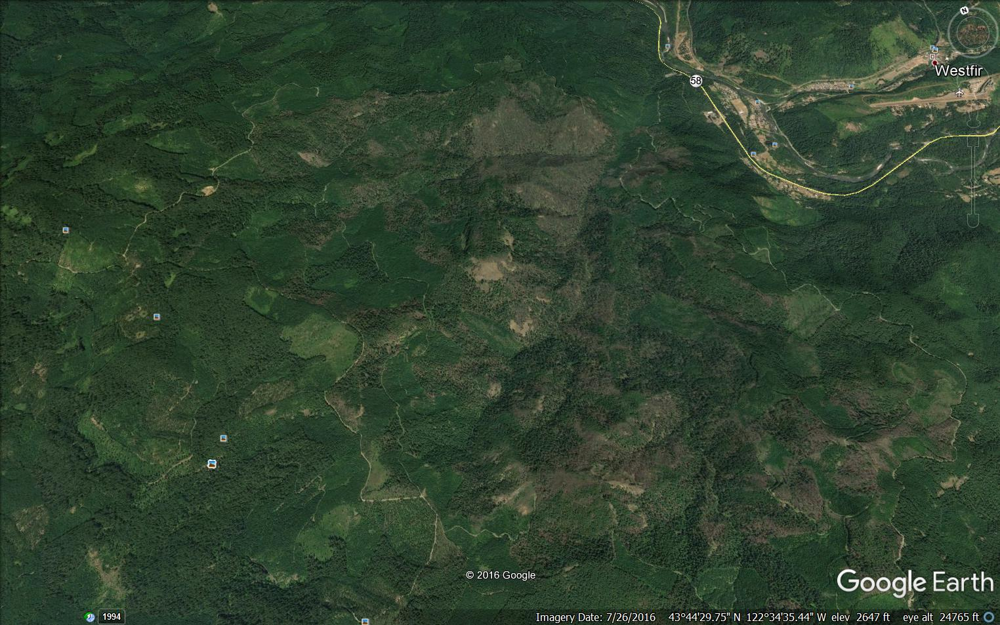 N
58
Westfir
© 2016 Google
Google Earth
1994
Imagery Date: 7/26/2016 43°44'29.75" N 122°34'35.44" W elev 2647 ft eye alt 24765 ft